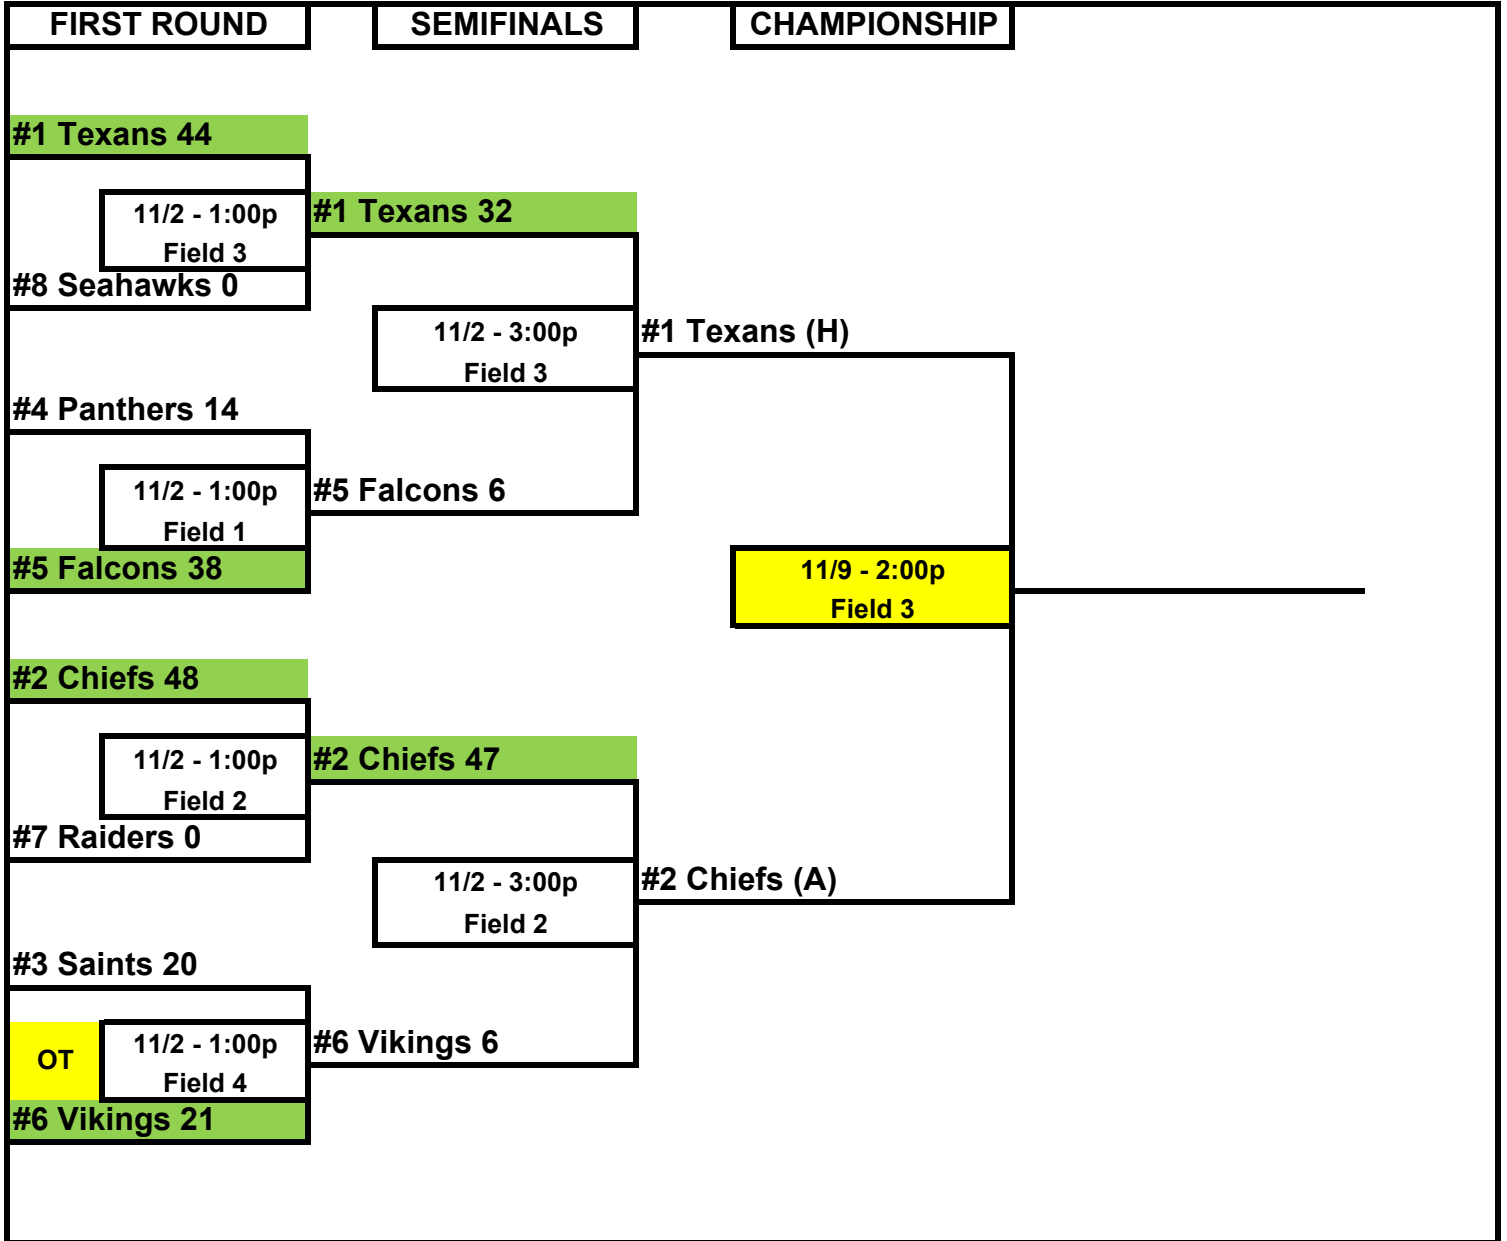 FIRST ROUND
SEMIFINALS
CHAMPIONSHIP
#1 Texans 44
11/2 - 1:00p
Field 3
#8 Seahawks 0
#1 Texans 32
11/2 - 3:00p
Field 3
#1 Texans (H)
#4 Panthers 14
11/2 - 1:00p
Field 1
#5 Falcons 38
#5 Falcons 6
11/9 - 2:00p
Field 3
#2 Chiefs 48
11/2 - 1:00p
Field 2
#7 Raiders 0
#2 Chiefs 47
11/2 - 3:00p
Field 2
#2 Chiefs (A)
#3 Saints 20
OT
11/2 - 1:00p
Field 4
#6 Vikings 21
#6 Vikings 6